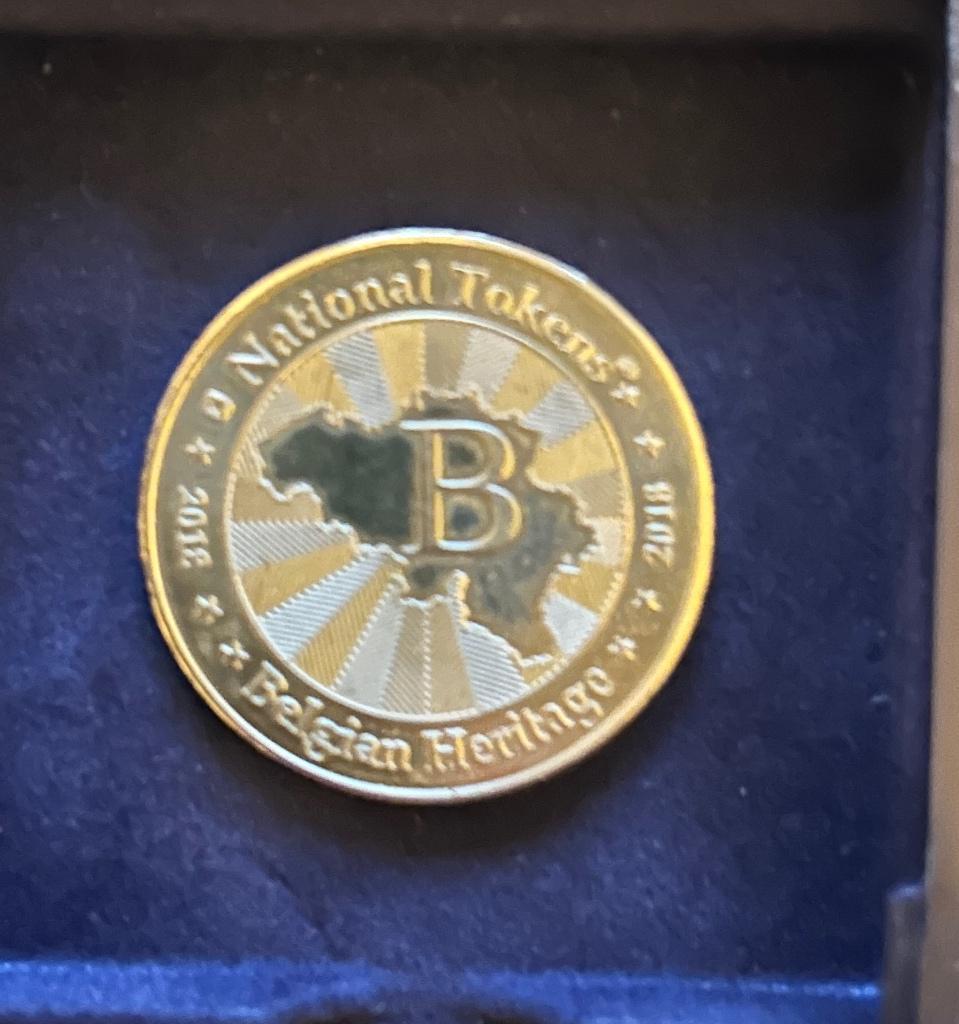 National Tokens®
2018
B
2018
Belgian Heritage